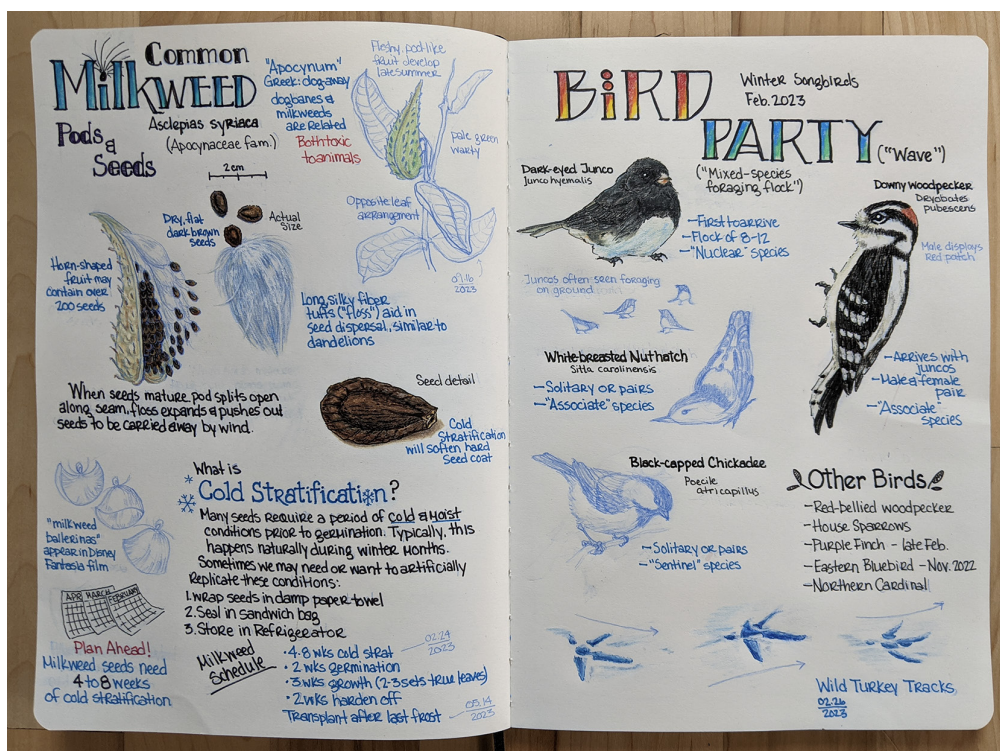 Common
Milkweed
Pods
&
Seeds
Asclepias syriaca
(Apocynaceae fam.)
"Apocynum"
Greek: dog-away
dogbanes &
milkweeds
are Related
Both toxic
to animals
Fleshy, pod-like
fruit develop
late summer
pale green
warty
Opposite leaf
arrangement
07.16
2023
2 cm
Dry, flat
dark brown
seeds
Actual
Size
Horn-shaped
fruit may
contain over
200 seeds
Long silky fiber
tufts ("floss") aid in
seed dispersal, similar to
dandelions
When seeds mature, pod splits open
along seam, floss expands & pushes out
seeds to be carried away by wind.
Seed detail
Cold
Stratification
will soften hard
Seed coat
"milkweed
ballerinas"
appear in Disney
Fantasia film
What is
Cold Stratification?
Many seeds require a period of cold & moist
conditions prior to germination. Typically, this
happens naturally during winter months.
Sometimes we may need or want to artificially
Replicate these conditions:
1. wrap seeds in damp paper towel
2. Seal in sandwich bag
3. Store in Refrigerator
APR MARCH FEBRUARY
Plan Ahead!
Milkweed seeds need
4 to 8 weeks
of cold stratification
Milkweed
Schedule
02.24
2023
• 4-8 wks cold strat
• 2 wks germination
• 3 wks growth (2-3 sets true leaves)
• 2 wks harden off
Transplant after last frost
05.14
2023
BiRD
PARTY
("Wave")
Winter Songbirds
Feb. 2023
("Mixed-species
foraging flock")
Dark-eyed Junco
Junco hyemalis
-First to arrive
-Flock of 8-12
-"Nuclear" species
Juncos often seen foraging
on ground
Downy woodpecker
Dryobates
pubescens
Male displays
Red patch
-Arrives with
juncos
-Male & female
pair
-"Associate"
species
White-breasted Nuthatch
Sitta carolinensis
-Solitary or pairs
-"Associate" species
Black-capped Chickadee
Poecile
atricapillus
-Solitary or pairs
-"Sentinel" species
Other Birds
-Red-bellied woodpecker
-House Sparrows
-Purple Finch - late Feb.
-Eastern Bluebird - Nov. 2022
-Northern Cardinal
Wild Turkey Tracks
02.26
2023